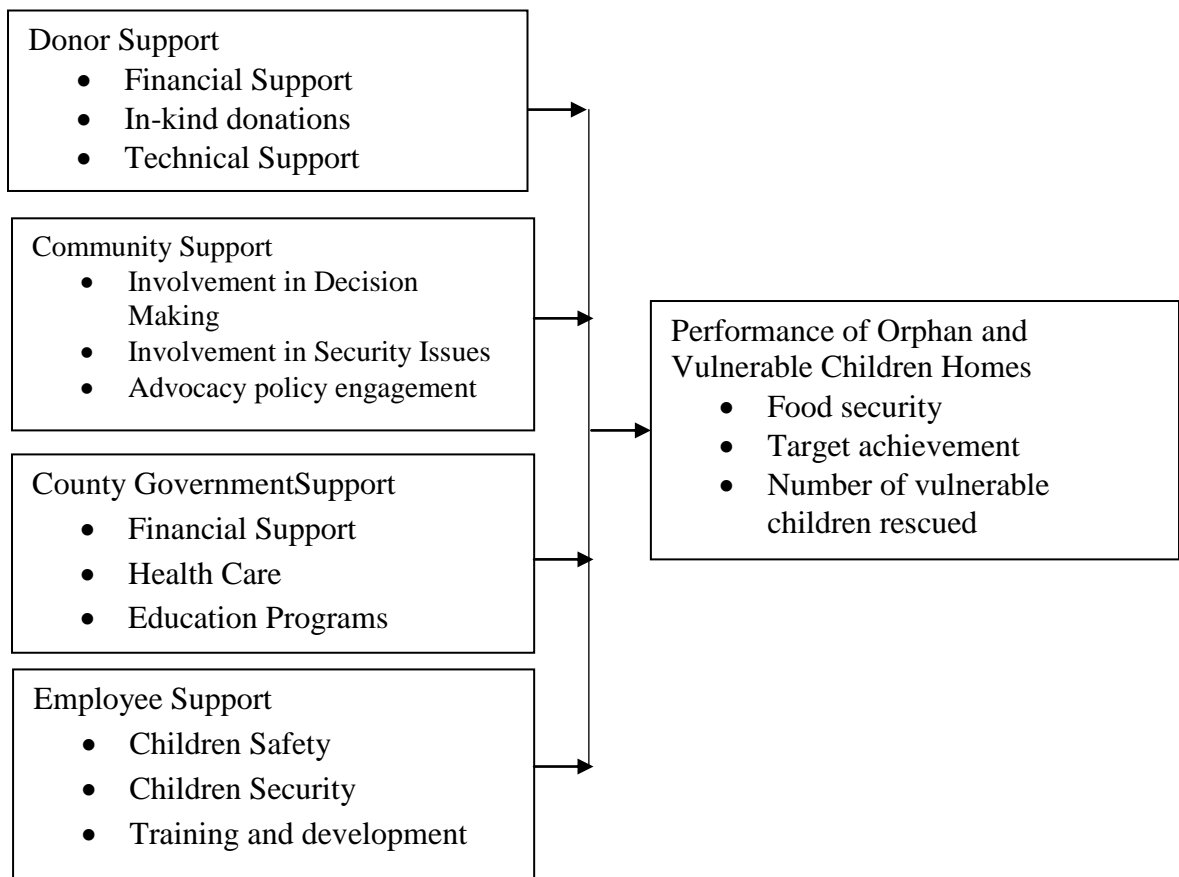 Donor Support
• Financial Support
• In-kind donations
• Technical Support
Community Support
• Involvement in Decision
Making
• Involvement in Security Issues
• Advocacy policy engagement
County GovernmentSupport
• Financial Support
• Health Care
• Education Programs
Employee Support
• Children Safety
• Children Security
• Training and development
Performance of Orphan and
Vulnerable Children Homes
• Food security
• Target achievement
• Number of vulnerable
children rescued